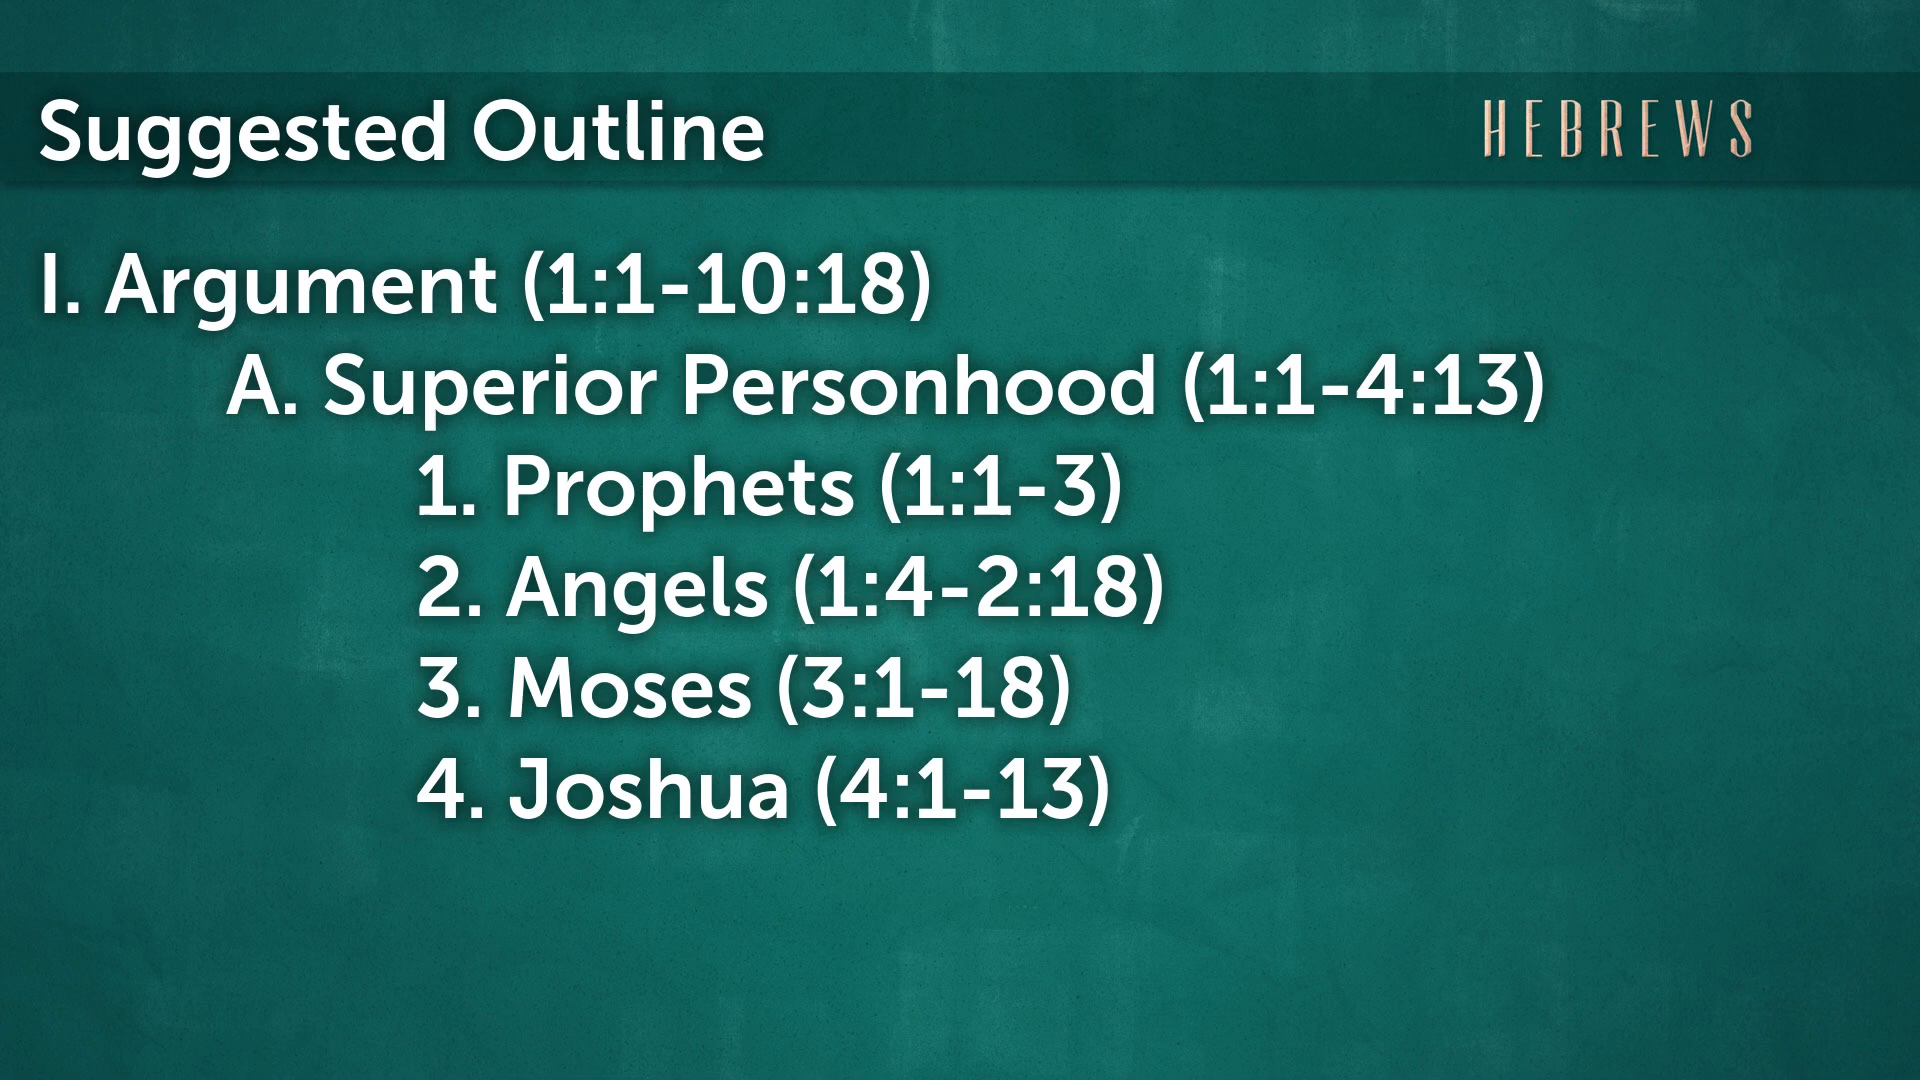 Suggested Outline
HEBREWS
I. Argument (1:1-10:18)
A. Superior Personhood (1:1-4:13)
1. Prophets (1:1-3)
2. Angels (1:4-2:18)
3. Moses (3:1-18)
4. Joshua (4:1-13)